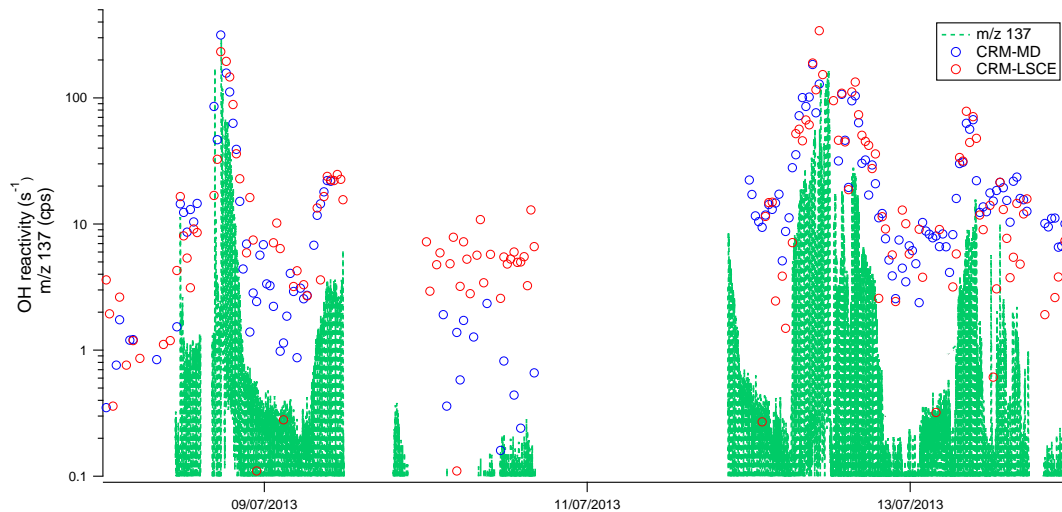 OH reactivity (s⁻¹)
m/z 137 (cps)
100
10
1
0.1
09/07/2013
11/07/2013
13/07/2013
m/z 137
CRM-MD
CRM-LSCE